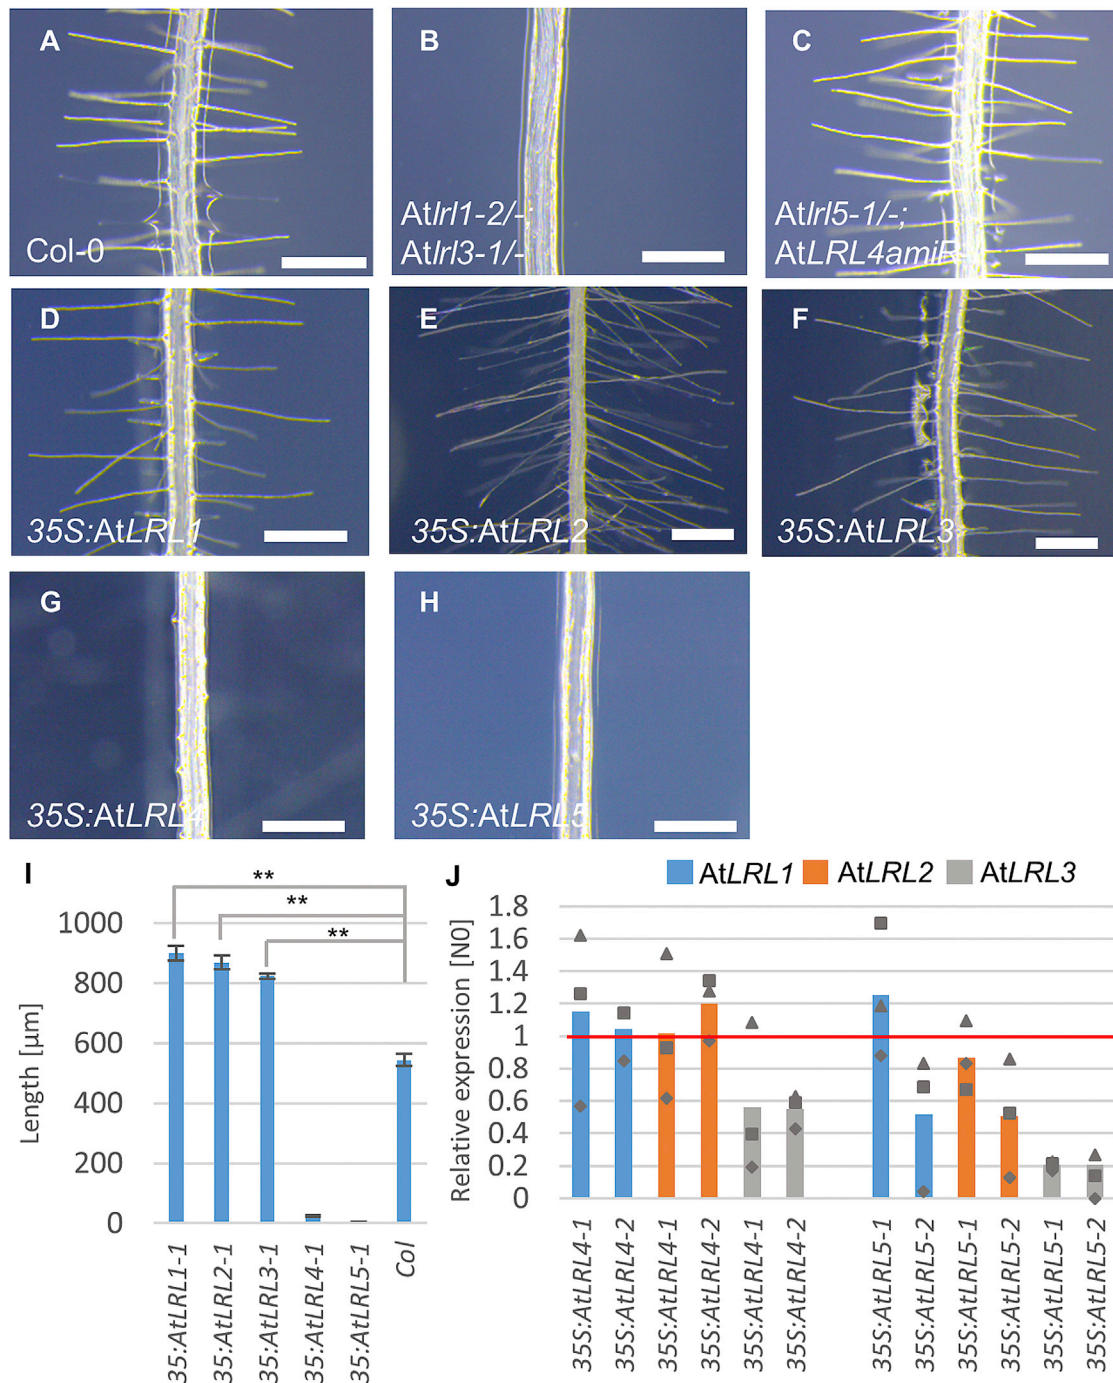 A
Col-0
B
Atlrl1-2/-;
Atlrl3-1/-
C
Atlrl5-1/-;
AtLRL4amiR
D
35S:AtLRL1
E
35S:AtLRL2
F
35S:AtLRL3
G
35S:AtLRL4
H
35S:AtLRL5
I
**
**
**
Length [µm]
1000
800
600
400
200
0
35:AtLRL1-1
35:AtLRL2-1
35:AtLRL3-1
35:AtLRL4-1
35:AtLRL5-1
Col
J
AtLRL1
AtLRL2
AtLRL3
Relative expression [N0]
1.8
1.6
1.4
1.2
1
0.8
0.6
0.4
0.2
0
35S:AtLRL4-1
35S:AtLRL4-2
35S:AtLRL4-1
35S:AtLRL4-2
35S:AtLRL4-1
35S:AtLRL4-2
35S:AtLRL5-1
35S:AtLRL5-2
35S:AtLRL5-1
35S:AtLRL5-2
35S:AtLRL5-1
35S:AtLRL5-2